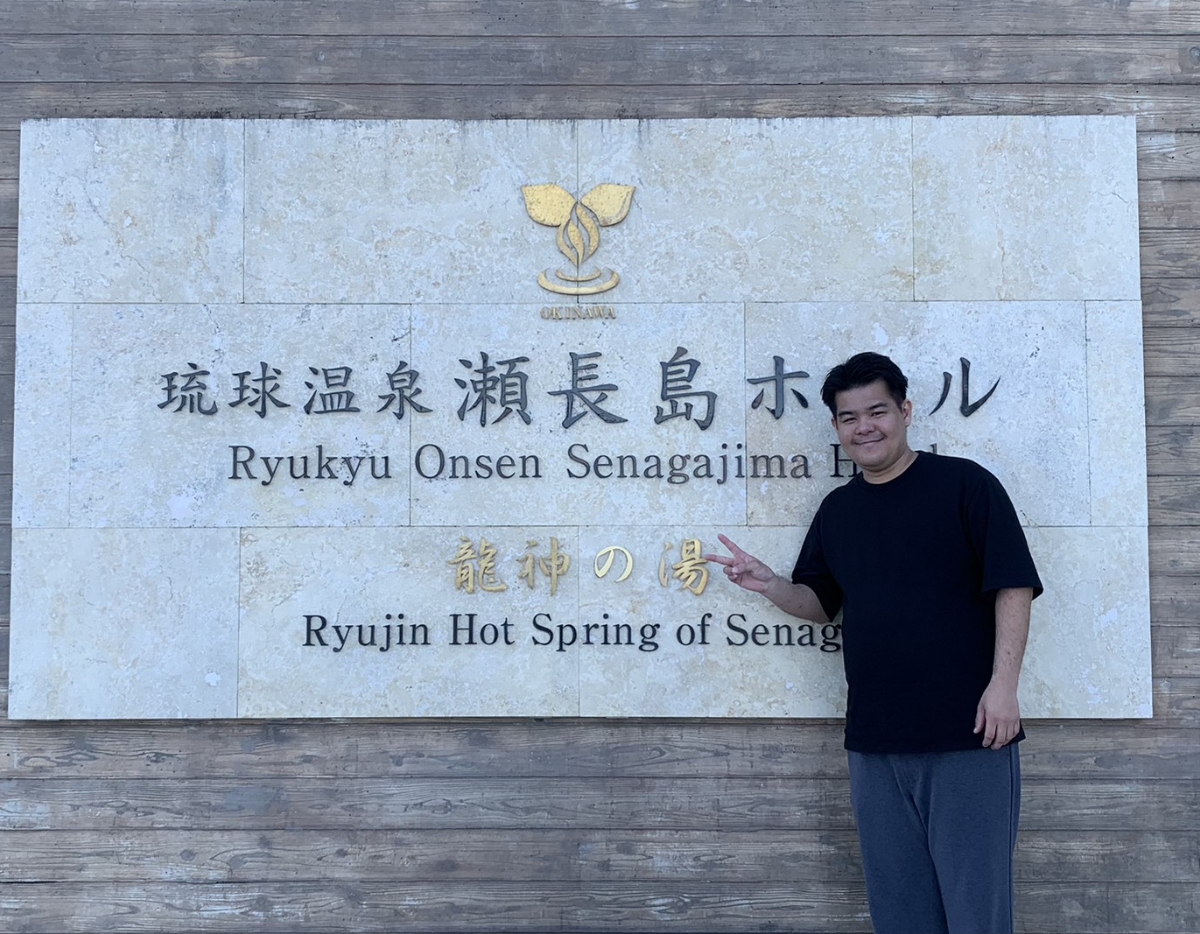 OKINAWA
琉球温泉 瀬長島ホ ル
Ryukyu Onsen Senagajima H
龍神の湯
Ryujin Hot Spring of Senag